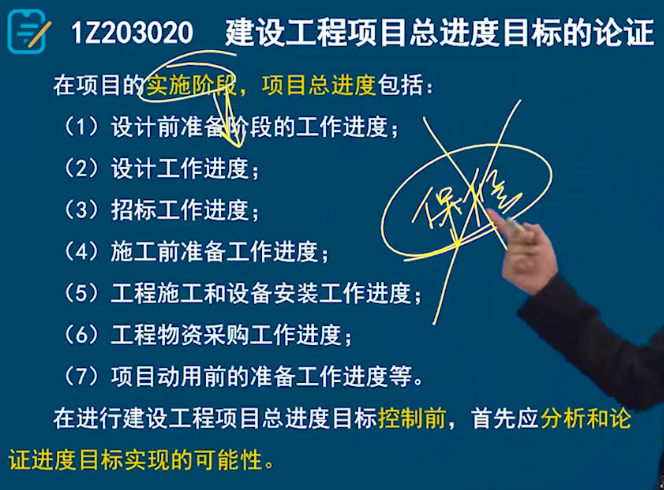 1Z203020 建设工程项目总进度目标的论证
在项目的实施阶段，项目总进度包括：
（1）设计前准备阶段的工作进度；
（2）设计工作进度；
（3）招标工作进度；
（4）施工前准备工作进度；
（5）工程施工和设备安装工作进度；
（6）工程物资采购工作进度；
（7）项目动用前的准备工作进度等。
保修
在进行建设工程项目总进度目标控制前，首先应分析和论
证进度目标实现的可能性。